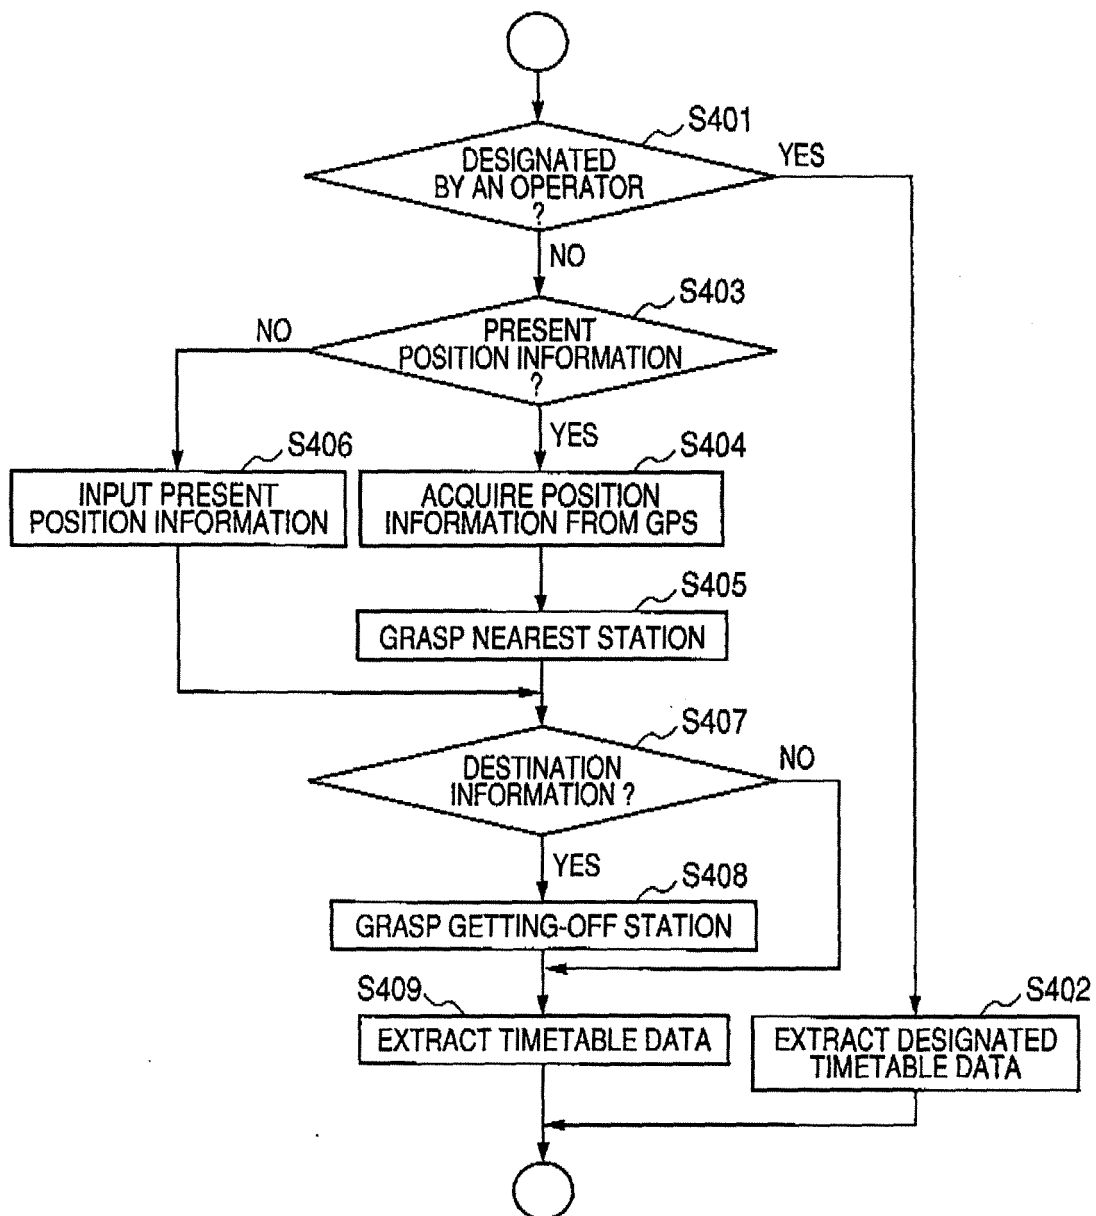 S401
DESIGNATED
BY AN OPERATOR
?
YES
NO
S403
PRESENT
POSITION INFORMATION
?
NO
YES
S406
INPUT PRESENT
POSITION INFORMATION
S404
ACQUIRE POSITION
INFORMATION FROM GPS
S405
GRASP NEAREST STATION
S407
DESTINATION
INFORMATION ?
NO
YES
S408
GRASP GETTING-OFF STATION
S409
EXTRACT TIMETABLE DATA
S402
EXTRACT DESIGNATED
TIMETABLE DATA